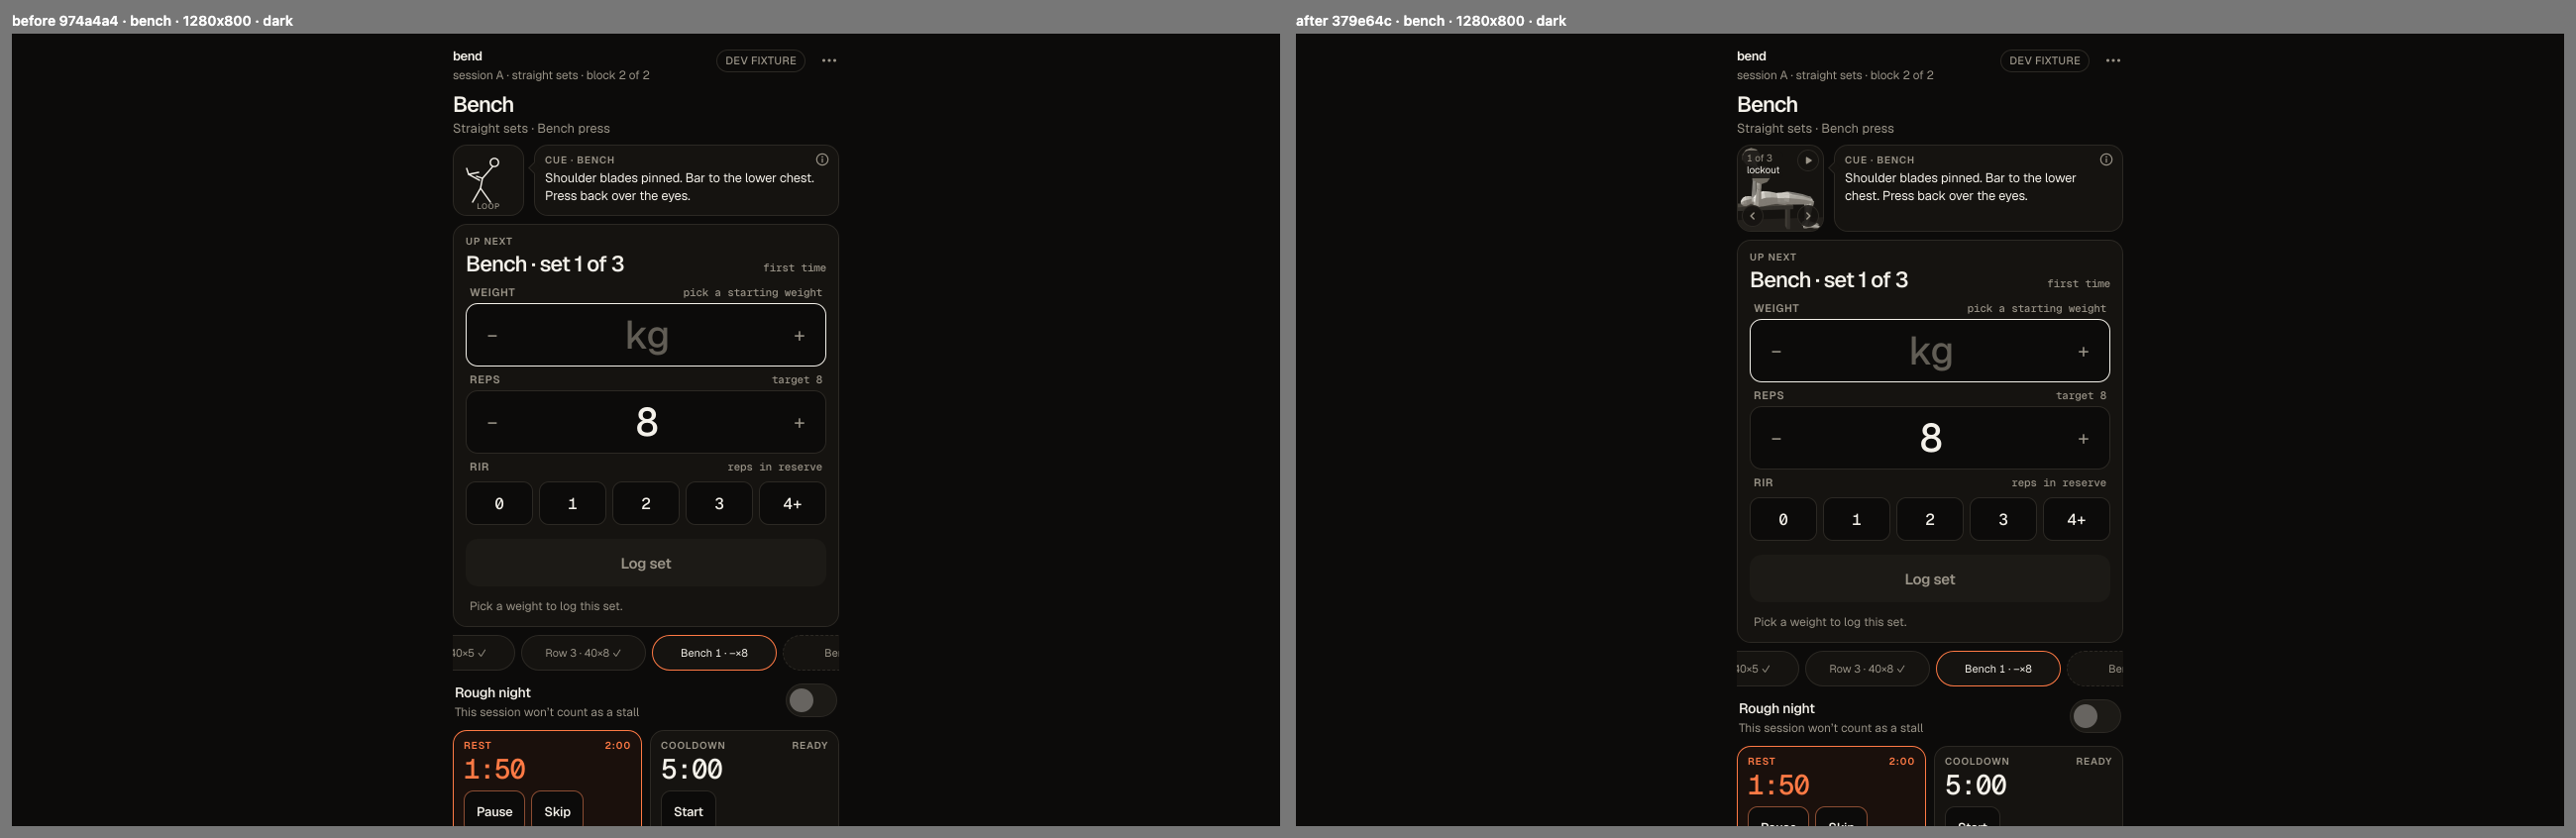 before 974a4a4 · bench · 1280x800 · dark
bend
DEV FIXTURE
session A · straight sets · block 2 of 2
Bench
Straight sets · Bench press
LOOP
CUE · BENCH
Shoulder blades pinned. Bar to the lower chest.
Press back over the eyes.
UP NEXT
Bench · set 1 of 3
first time
WEIGHT
pick a starting weight
− kg +
REPS
target 8
− 8 +
RIR
reps in reserve
0 1 2 3 4+
Log set
Pick a weight to log this set.
40×5 ✓
Row 3 · 40×8 ✓
Bench 1 · –×8
Be
Rough night
This session won't count as a stall
REST 2:00
1:50
Pause Skip
COOLDOWN READY
5:00
Start
after 379e64c · bench · 1280x800 · dark
bend
DEV FIXTURE
session A · straight sets · block 2 of 2
Bench
Straight sets · Bench press
1 of 3
lockout
CUE · BENCH
Shoulder blades pinned. Bar to the lower
chest. Press back over the eyes.
UP NEXT
Bench · set 1 of 3
first time
WEIGHT
pick a starting weight
− kg +
REPS
target 8
− 8 +
RIR
reps in reserve
0 1 2 3 4+
Log set
Pick a weight to log this set.
40×5 ✓
Row 3 · 40×8 ✓
Bench 1 · –×8
Be
Rough night
This session won't count as a stall
REST 2:00
1:50
Pause Skip
COOLDOWN READY
5:00
Start